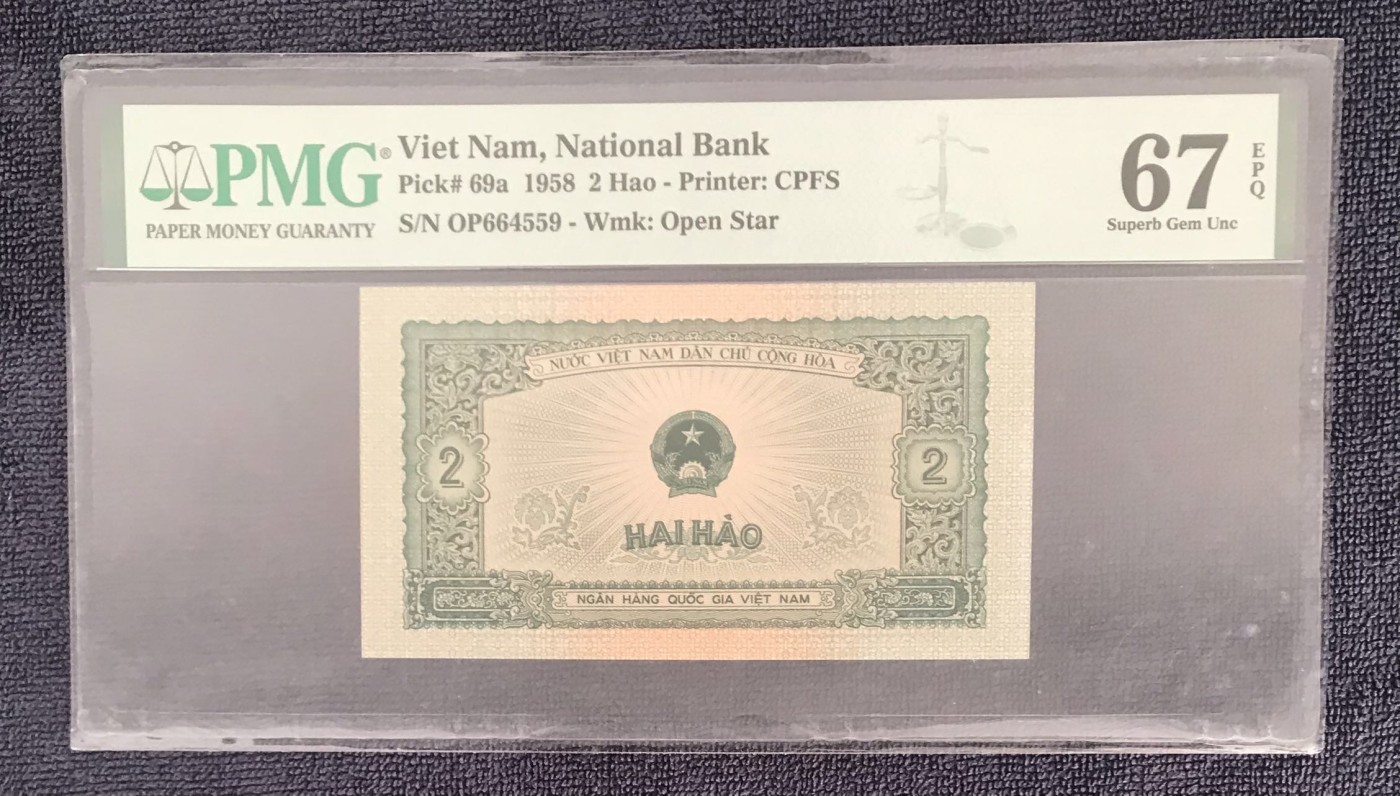 PMG®
PAPER MONEY GUARANTY
Viet Nam, National Bank
Pick# 69a 1958 2 Hao - Printer: CPFS
S/N OP664559 - Wmk: Open Star
67
EPQ
Superb Gem Unc
NƯỚC VIỆT NAM DÂN CHỦ CỘNG HÒA
2
2
HAI HÀO
NGÂN HÀNG QUỐC GIA VIỆT NAM